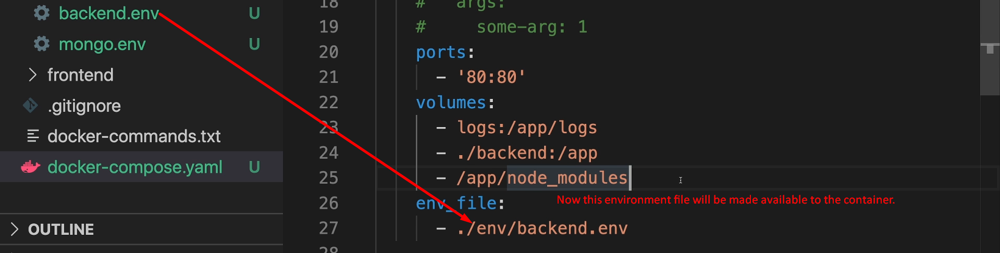 backend.env U
mongo.env U
frontend
.gitignore
docker-commands.txt
docker-compose.yaml U
OUTLINE
18 # args:
19 # some-arg: 1
20 ports:
21 - '80:80'
22 volumes:
23 - logs:/app/logs
24 - ./backend:/app
25 - /app/node_modules
Now this environment file will be made available to the container.
26 env_file:
27 - ./env/backend.env
28